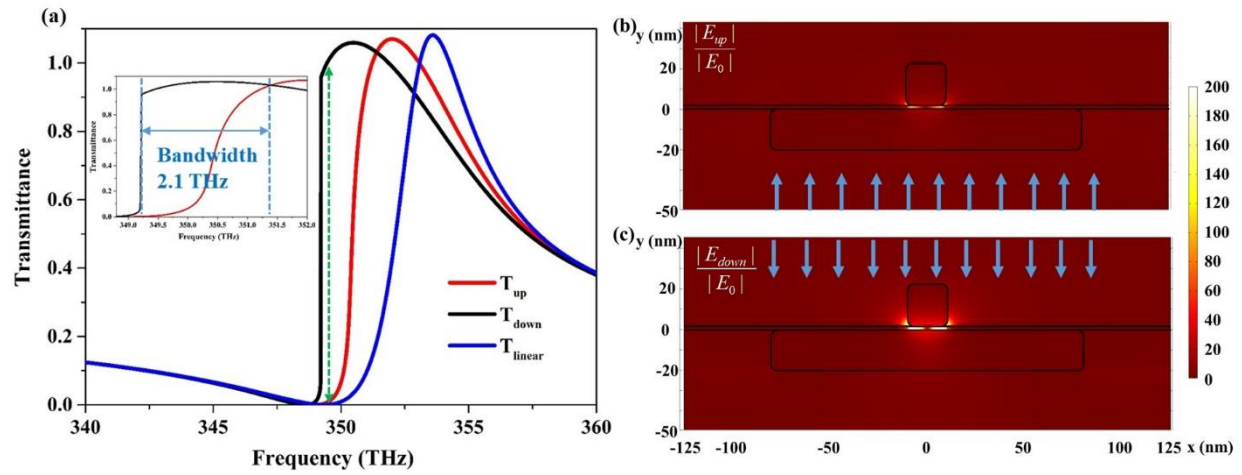 (a)
1.0
0.8
0.6
0.4
0.2
0.0
Transmittance
340
345
350
355
360
Frequency (THz)
1.0
0.8
0.6
0.4
0.2
0.0
Transmittance
349.0 349.5 350.0 350.5 351.0 351.5 352.0
Frequency (THz)
Bandwidth
2.1 THz
T_up
T_down
T_linear
(b)
y (nm)
|E_up|
|E_0|
20
0
-20
-50
(c)
y (nm)
|E_down|
|E_0|
20
0
-20
-50
-125 -100 -50 0 50 100 125 x (nm)
200
180
160
140
120
100
80
60
40
20
0